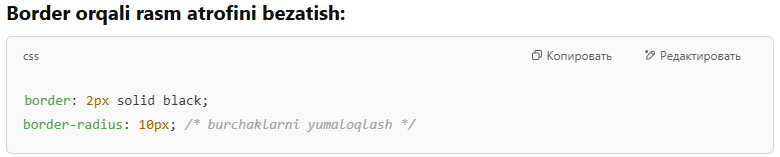 Border orqali rasm atrofini bezatish:
css
Копировать
Редактировать
border: 2px solid black;
border-radius: 10px; /* burchaklarni yumaloqlash */